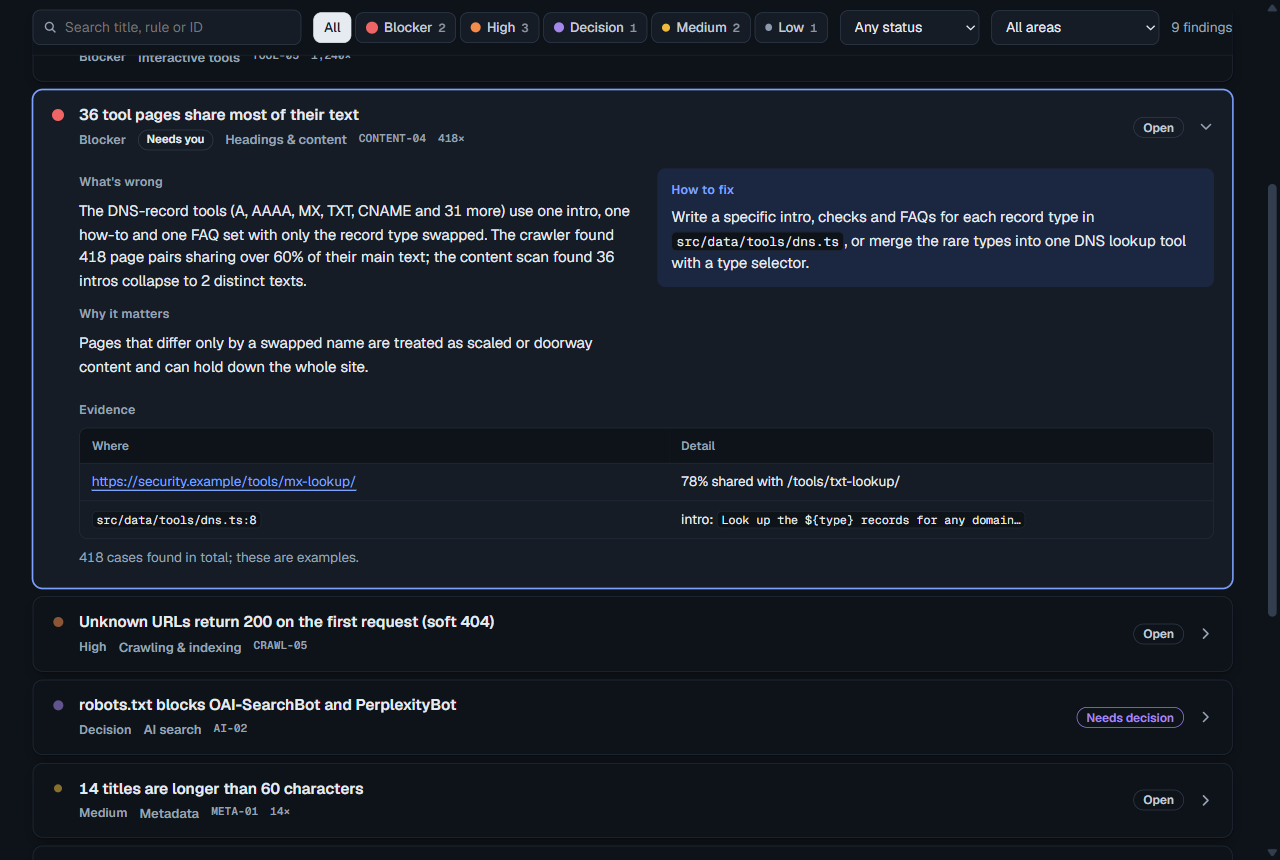 Search title, rule or ID
All
Blocker 2
High 3
Decision 1
Medium 2
Low 1
Any status
All areas
9 findings
Blocker Interactive tools TOOL-05 1,240×
36 tool pages share most of their text
Blocker Needs you Headings & content CONTENT-04 418×
Open
What's wrong
The DNS-record tools (A, AAAA, MX, TXT, CNAME and 31 more) use one intro, one
how-to and one FAQ set with only the record type swapped. The crawler found
418 page pairs sharing over 60% of their main text; the content scan found 36
intros collapse to 2 distinct texts.
Why it matters
Pages that differ only by a swapped name are treated as scaled or doorway
content and can hold down the whole site.
How to fix
Write a specific intro, checks and FAQs for each record type in
src/data/tools/dns.ts, or merge the rare types into one DNS lookup tool
with a type selector.
Evidence
Where Detail
https://security.example/tools/mx-lookup/ 78% shared with /tools/txt-lookup/
src/data/tools/dns.ts:8 intro: Look up the ${type} records for any domain…
418 cases found in total; these are examples.
Unknown URLs return 200 on the first request (soft 404)
High Crawling & indexing CRAWL-05
Open
robots.txt blocks OAI-SearchBot and PerplexityBot
Decision AI search AI-02
Needs decision
14 titles are longer than 60 characters
Medium Metadata META-01 14×
Open